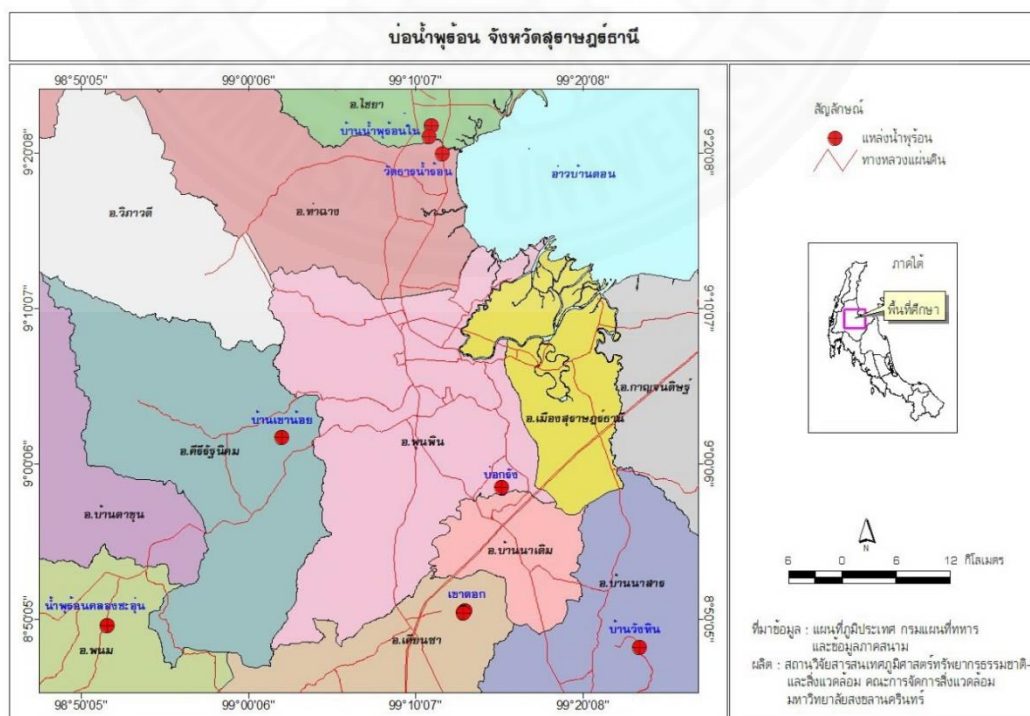 บ่อน้ำพุร้อน จังหวัดสุราษฎร์ธานี
98°50'05" 99°00'06" 99°10'07" 99°20'08"
อ.ไชยา
บ้านน้ำพุร้อนใน
9°20'08" 9°20'08"
วัดธารน้ำร้อน
อ่าวบ้านดอน
อ.วิภาวดี
อ.ท่าฉาง
9°10'07" 9°10'07"
อ.กาญจนดิษฐ์
บ้านเขาน้อย
อ.เมืองสุราษฎร์ธานี
อ.คีรีรัฐนิคม
อ.พุนพิน
9°00'06" 9°00'06"
บ่อกรัง
อ.บ้านตาขุน
อ.บ้านนาเดิม
อ.บ้านนาสาร
น้ำพุร้อนคลองชะอุ่น
เขาตอก
8°50'05" 8°50'05"
บ้านวังหิน
อ.พนม
อ.เคียนซา
98°50'05" 99°00'06" 99°10'07" 99°20'08"
สัญลักษณ์
แหล่งน้ำพุร้อน
ทางหลวงแผ่นดิน
ภาคใต้
พื้นที่ศึกษา
N
6 0 6 12 กิโลเมตร
ที่มาข้อมูล : แผนที่ภูมิประเทศ กรมแผนที่ทหาร
และข้อมูลภาคสนาม
ผลิต : สถานวิจัยสารสนเทศภูมิศาสตร์ทรัพยากรธรรมชาติ-
และสิ่งแวดล้อม คณะการจัดการสิ่งแวดล้อม
มหาวิทยาลัยสงขลานครินทร์